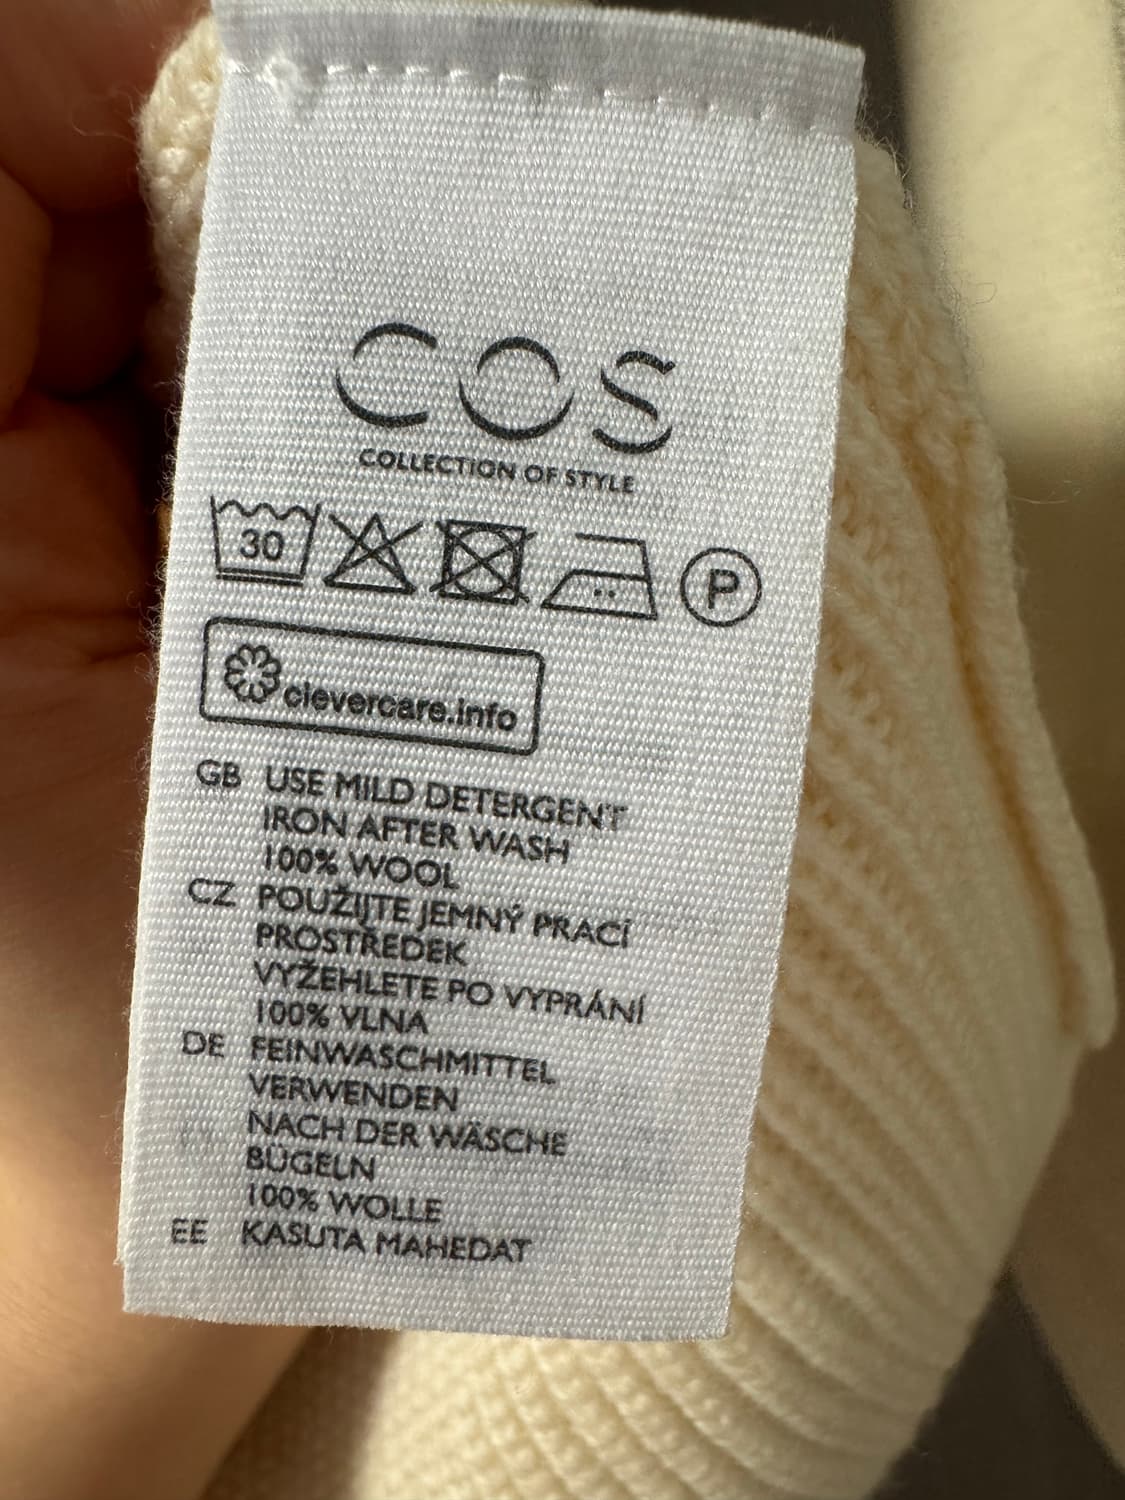 COS
COLLECTION OF STYLE
30
P
clevercare.info
GB USE MILD DETERGENT
IRON AFTER WASH
100% WOOL
CZ POUŽIJTE JEMNÝ PRACÍ
PROSTŘEDEK
VYŽEHLETE PO VYPRÁNÍ
100% VLNA
DE FEINWASCHMITTEL
VERWENDEN
NACH DER WÄSCHE
BÜGELN
100% WOLLE
EE KASUTA MAHEDAT